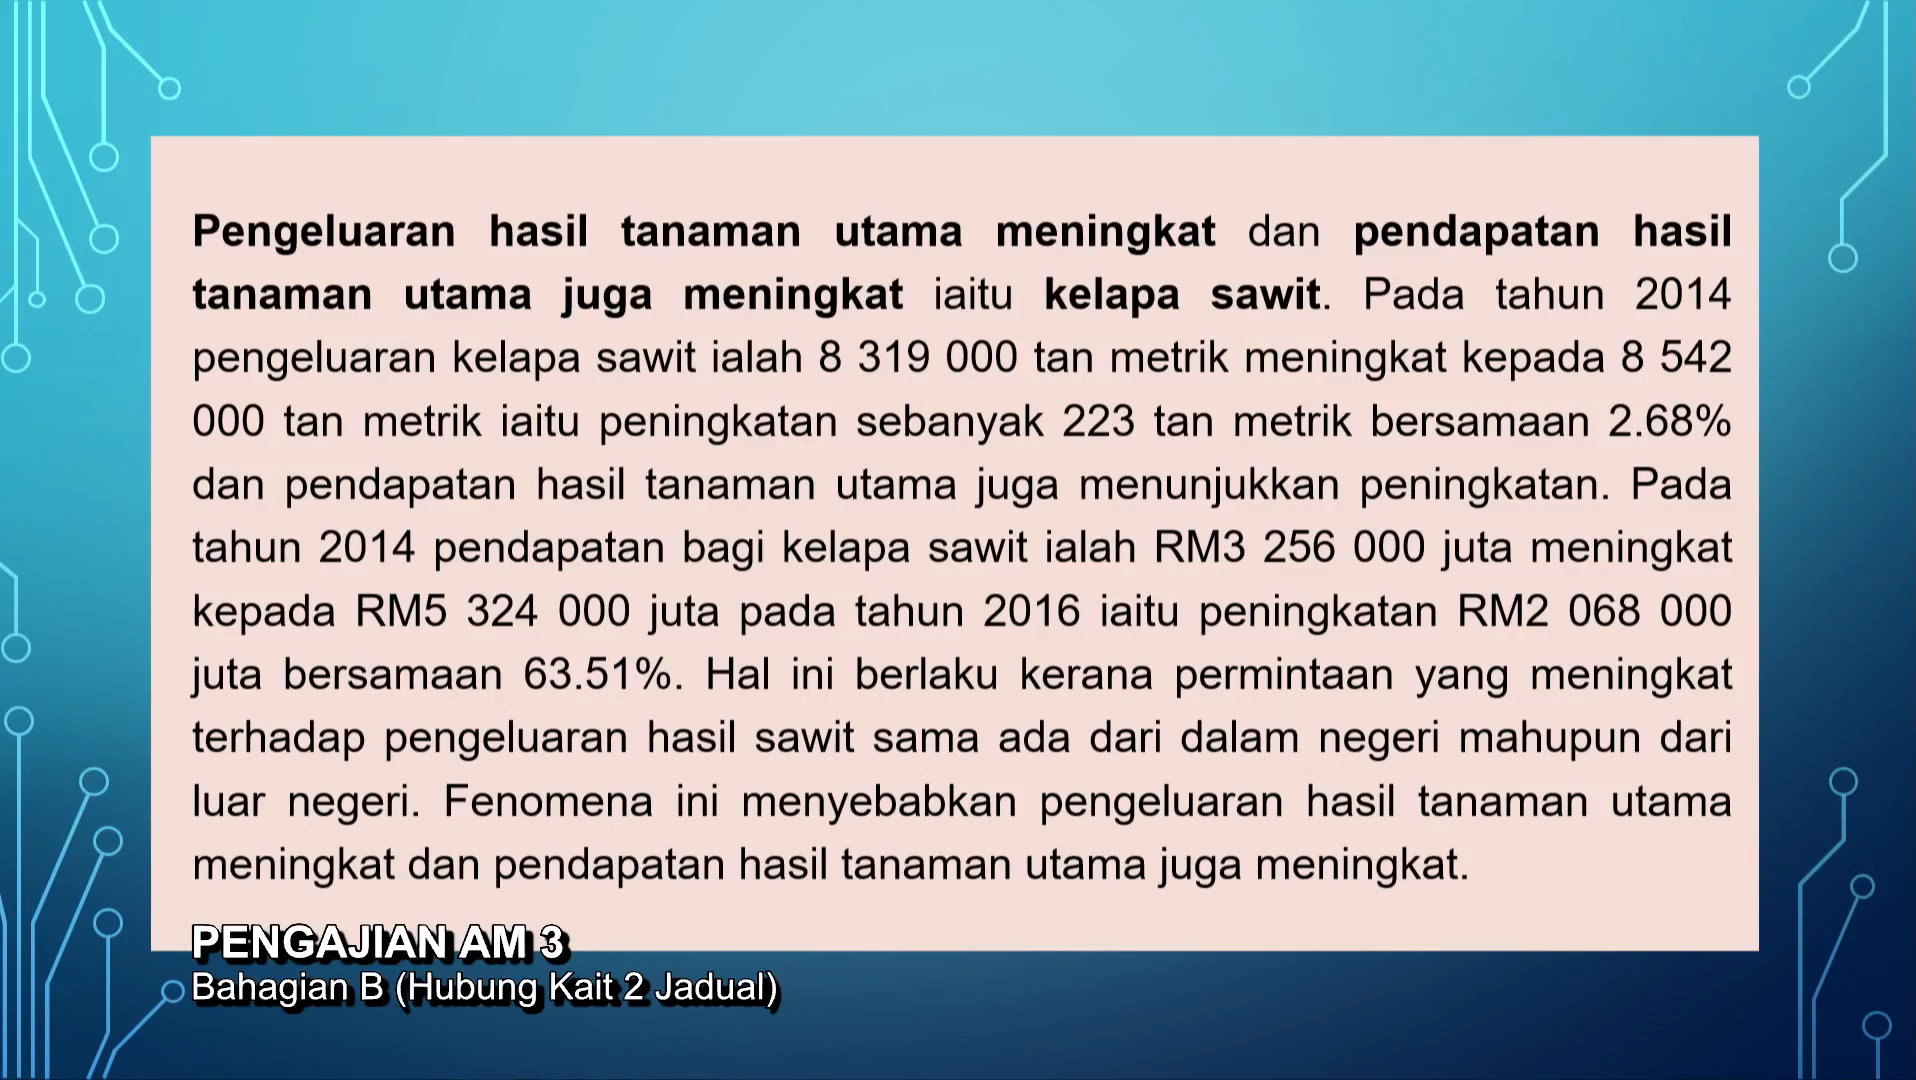 Pengeluaran hasil tanaman utama meningkat dan pendapatan hasil
tanaman utama juga meningkat iaitu kelapa sawit. Pada tahun 2014
pengeluaran kelapa sawit ialah 8 319 000 tan metrik meningkat kepada 8 542
000 tan metrik iaitu peningkatan sebanyak 223 tan metrik bersamaan 2.68%
dan pendapatan hasil tanaman utama juga menunjukkan peningkatan. Pada
tahun 2014 pendapatan bagi kelapa sawit ialah RM3 256 000 juta meningkat
kepada RM5 324 000 juta pada tahun 2016 iaitu peningkatan RM2 068 000
juta bersamaan 63.51%. Hal ini berlaku kerana permintaan yang meningkat
terhadap pengeluaran hasil sawit sama ada dari dalam negeri mahupun dari
luar negeri. Fenomena ini menyebabkan pengeluaran hasil tanaman utama
meningkat dan pendapatan hasil tanaman utama juga meningkat.
PENGAJIAN AM 3
Bahagian B (Hubung Kait 2 Jadual)